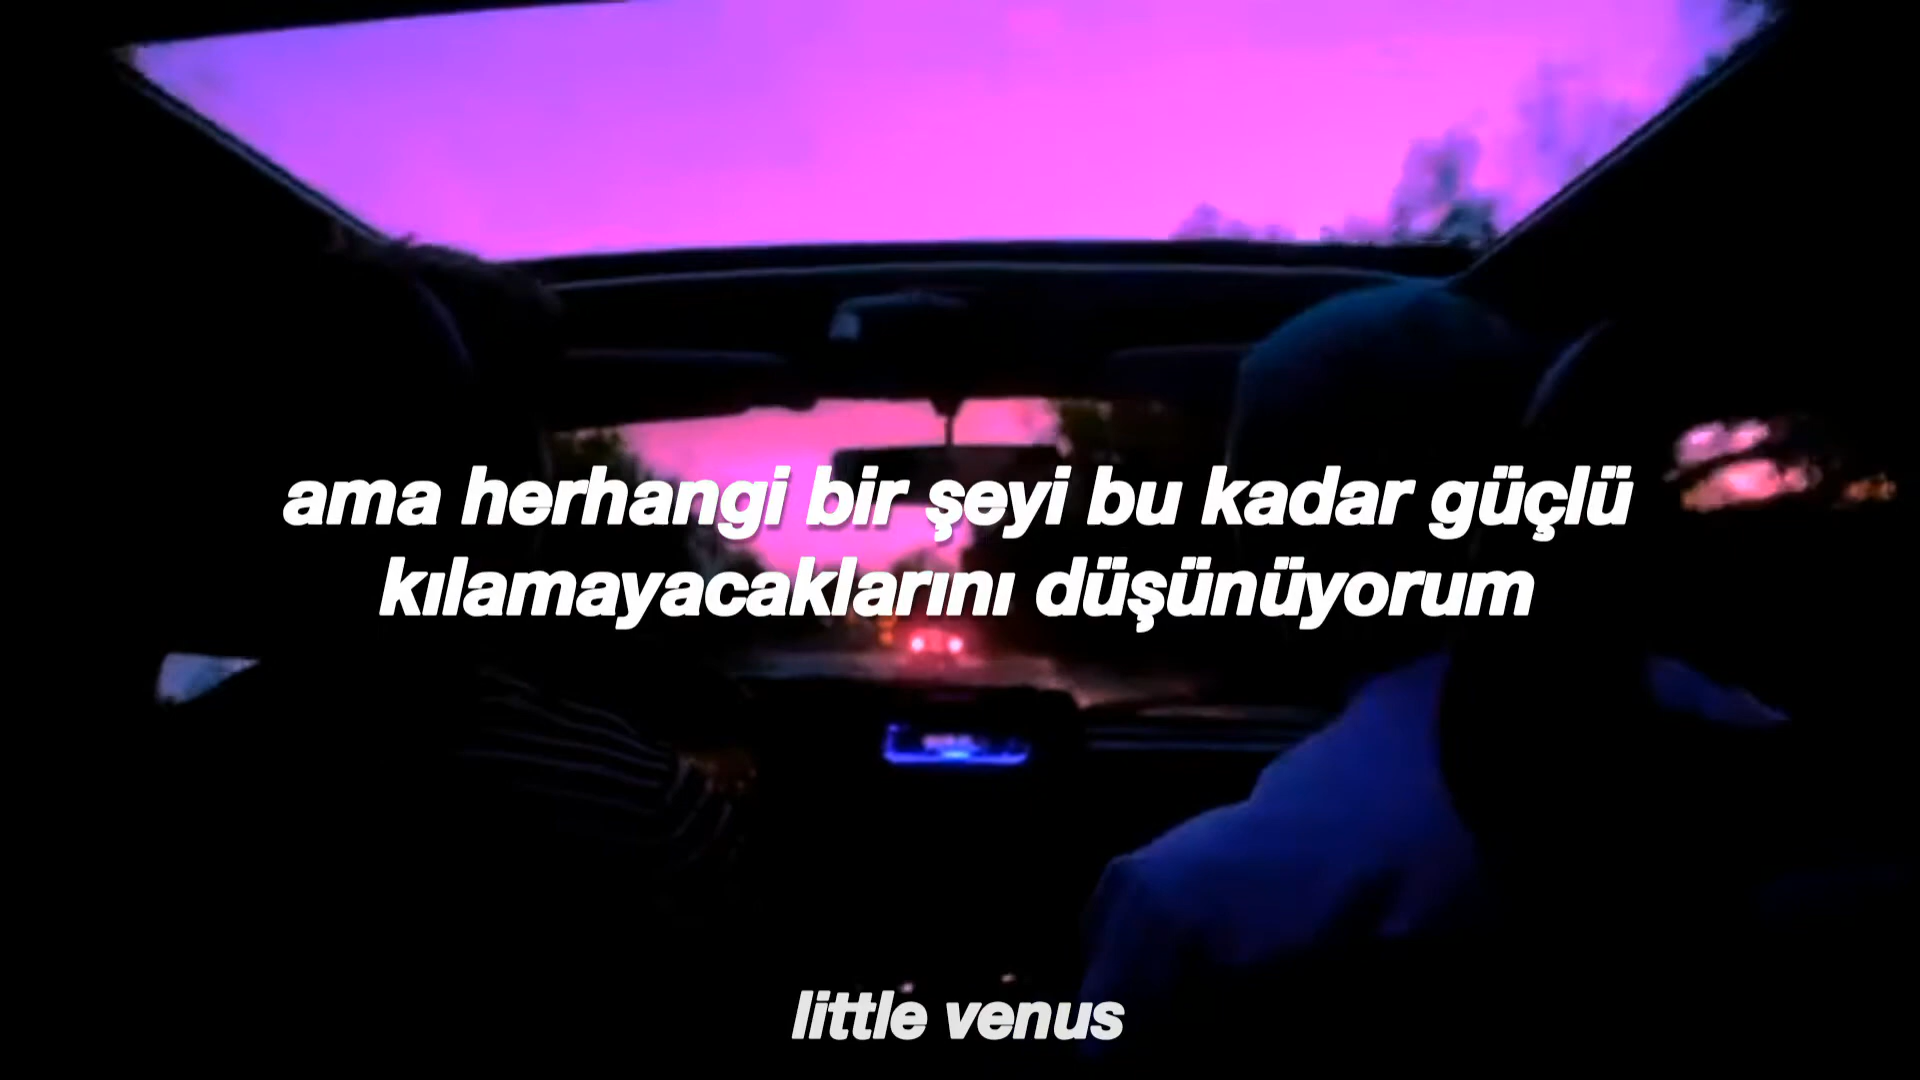 ama herhangi bir şeyi bu kadar güçlü
kılamayacaklarını düşünüyorum
little venus